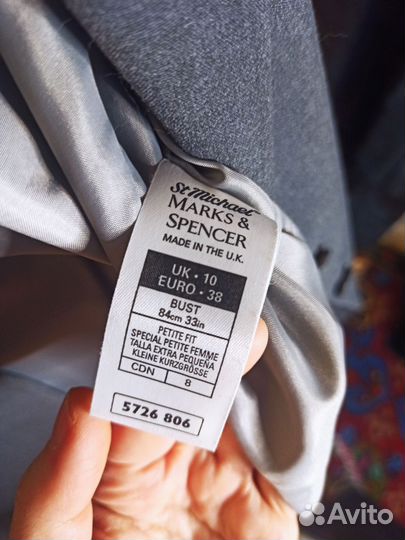 St Michael
MARKS &
SPENCER
MADE IN THE U.K.
UK • 10
EURO • 38
BUST
84cm 33in
PETITE FIT
SPECIAL PETITE FEMME
TALLA EXTRA PEQUEÑA
KLEINE KURZGRÖSSE
CDN 8
5726 806
Avito